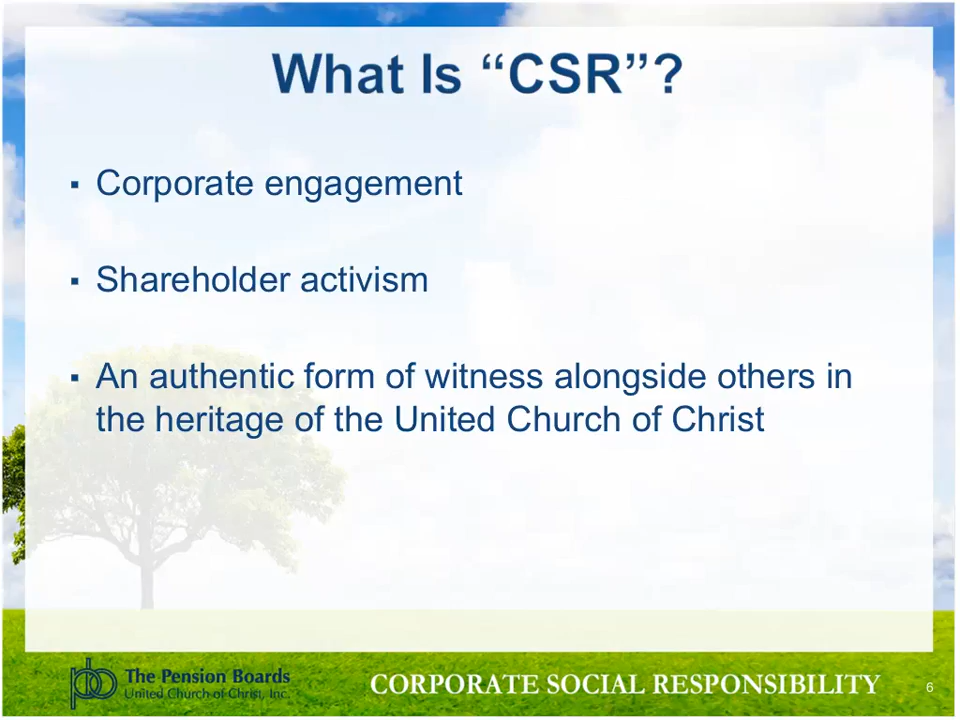 What Is “CSR”?
▪ Corporate engagement
▪ Shareholder activism
▪ An authentic form of witness alongside others in
the heritage of the United Church of Christ
pbo
The Pension Boards
United Church of Christ, Inc.
CORPORATE SOCIAL RESPONSIBILITY
6